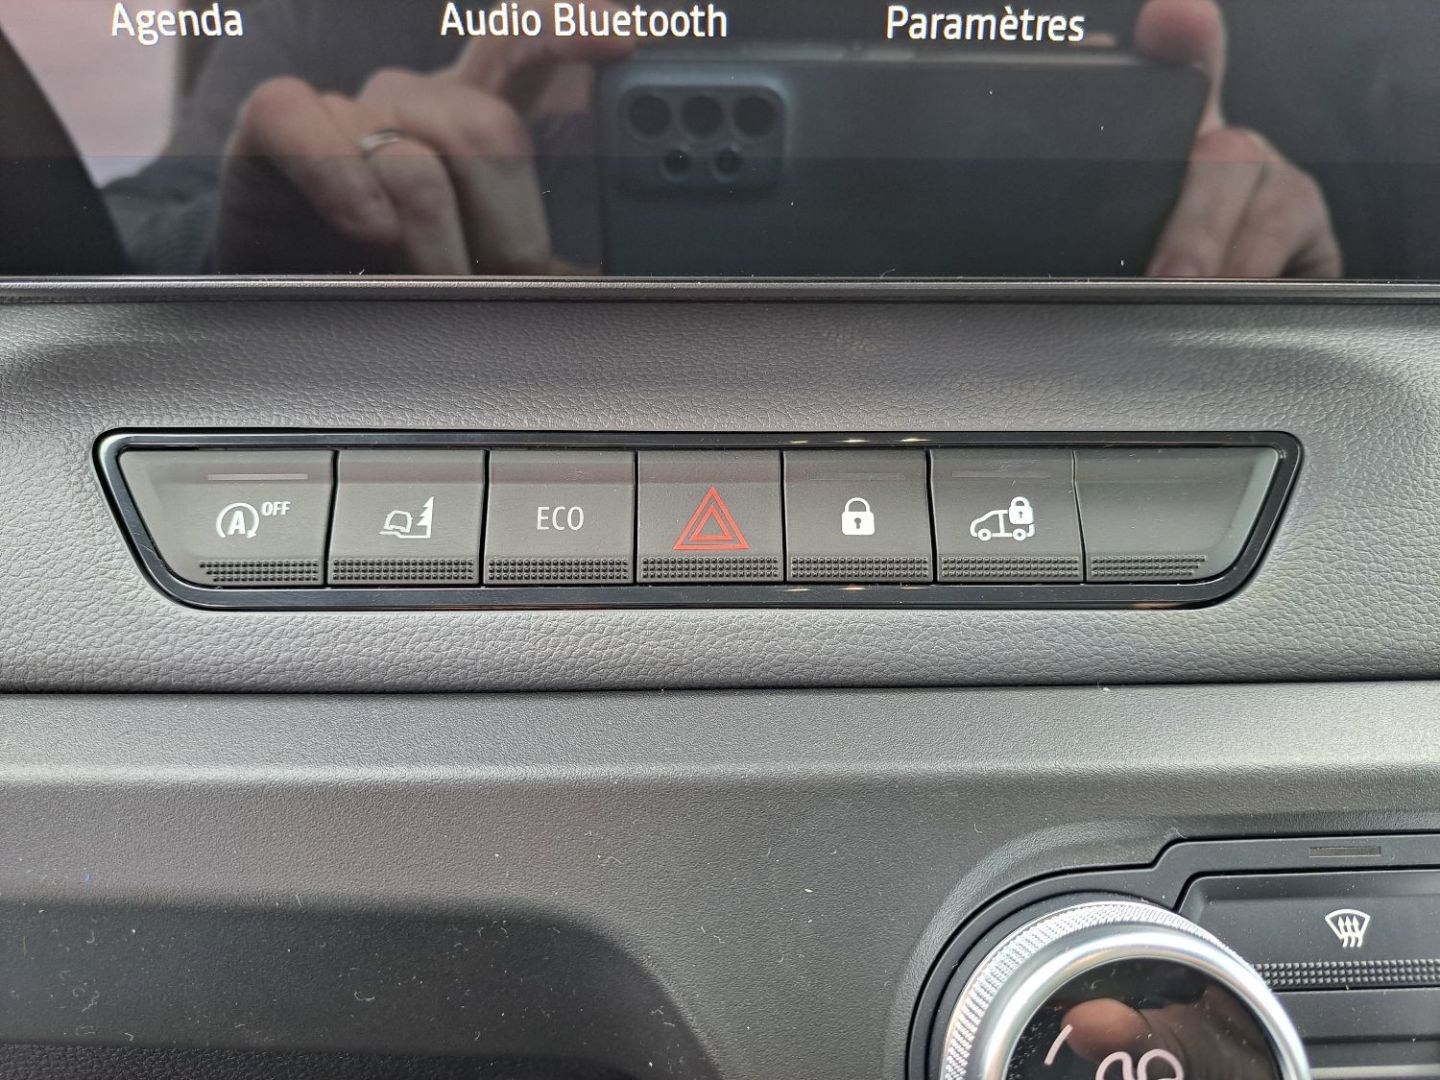 Agenda Audio Bluetooth Paramètres
A OFF ECO